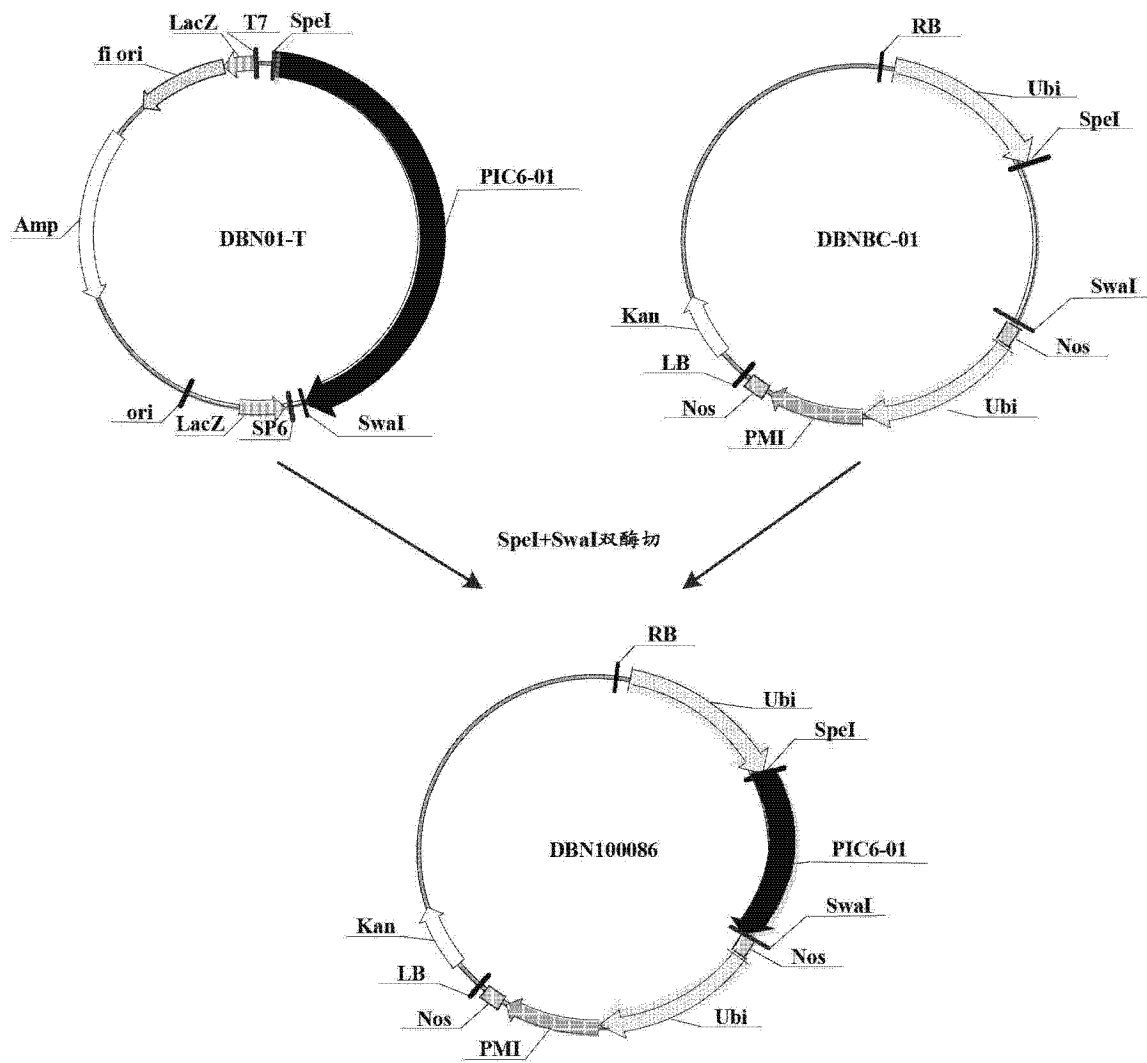 LacZ
T7
SpeI
fi ori
PIC6-01
Amp
DBN01-T
ori
LacZ
SP6
SwaI
RB
Ubi
SpeI
DBNBC-01
SwaI
Nos
Kan
LB
Nos
PMI
Ubi
SpeI+SwaI双酶切
RB
Ubi
SpeI
DBN100086
PIC6-01
SwaI
Nos
Kan
LB
Nos
PMI
Ubi